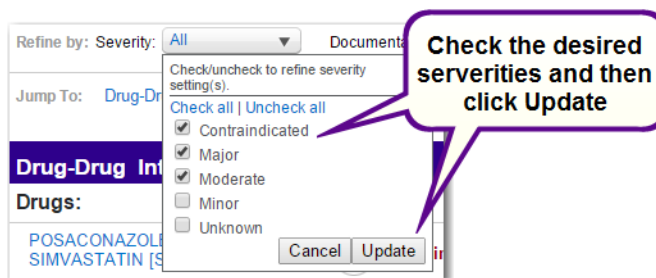 Refine by: Severity: All
Documenta
Check/uncheck to refine severity
setting(s).
Check all | Uncheck all
Contraindicated
Major
Moderate
Minor
Unknown
Cancel Update
Jump To: Drug-Dr
Drug-Drug Int
Drugs:
POSACONAZOLE
SIMVASTATIN [S
Check the desired
serverities and then
click Update